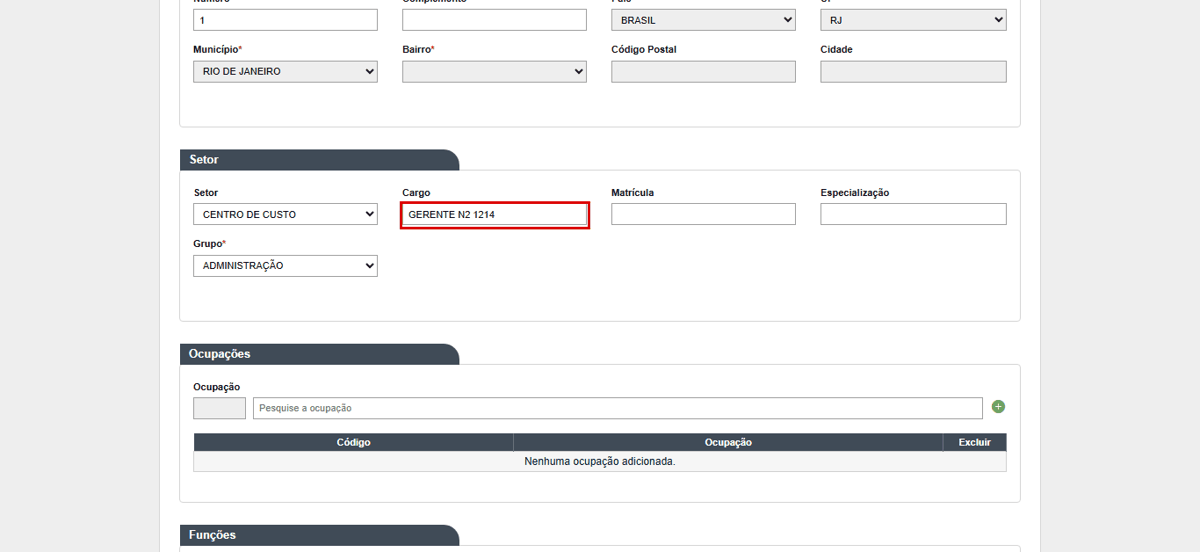 1
BRASIL
RJ
Município*
Bairro*
Código Postal
Cidade
RIO DE JANEIRO
Setor
Setor
Cargo
Matrícula
Especialização
CENTRO DE CUSTO
GERENTE N2 1214
Grupo*
ADMINISTRAÇÃO
Ocupações
Ocupação
Pesquise a ocupação
Código
Ocupação
Excluir
Nenhuma ocupação adicionada.
Funções